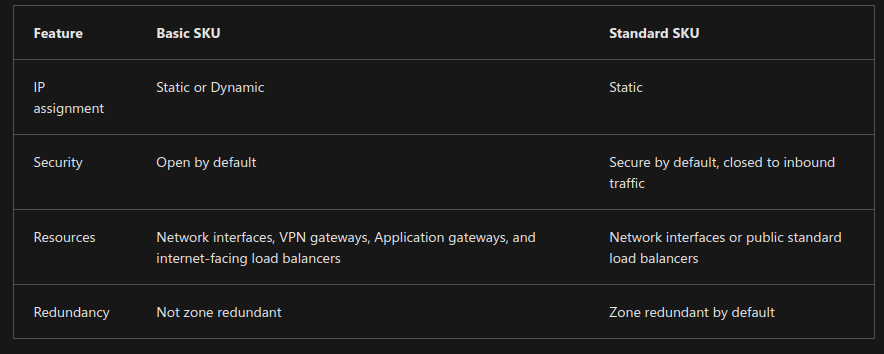 Feature Basic SKU Standard SKU
IP assignment Static or Dynamic Static
Security Open by default Secure by default, closed to inbound traffic
Resources Network interfaces, VPN gateways, Application gateways, and internet-facing load balancers Network interfaces or public standard load balancers
Redundancy Not zone redundant Zone redundant by default